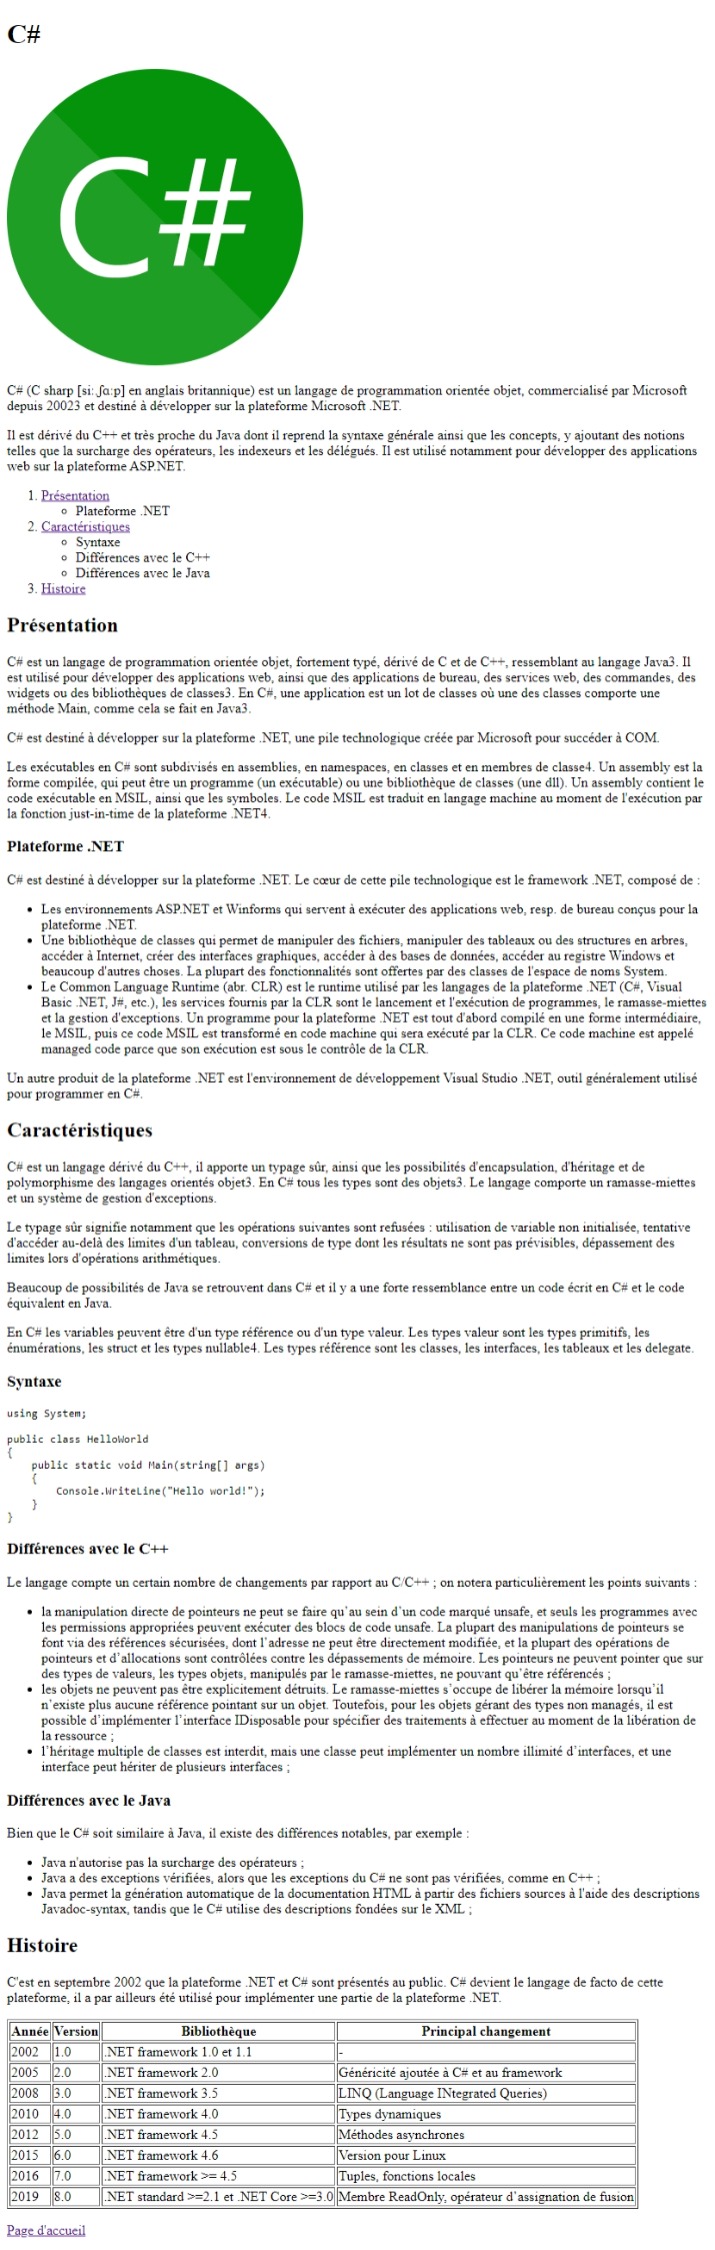 C#
C#
C# (C sharp [siː.ʃɑːp] en anglais britannique) est un langage de programmation orientée objet, commercialisé par Microsoft
depuis 20023 et destiné à développer sur la plateforme Microsoft .NET.
Il est dérivé du C++ et très proche du Java dont il reprend la syntaxe générale ainsi que les concepts, y ajoutant des notions
telles que la surcharge des opérateurs, les indexeurs et les délégués. Il est utilisé notamment pour développer des applications
web sur la plateforme ASP.NET.
1. Présentation
◦ Plateforme .NET
2. Caractéristiques
◦ Syntaxe
◦ Différences avec le C++
◦ Différences avec le Java
3. Histoire
Présentation
C# est un langage de programmation orientée objet, fortement typé, dérivé de C et de C++, ressemblant au langage Java3. Il
est utilisé pour développer des applications web, ainsi que des applications de bureau, des services web, des commandes, des
widgets ou des bibliothèques de classes3. En C#, une application est un lot de classes où une des classes comporte une
méthode Main, comme cela se fait en Java3.
C# est destiné à développer sur la plateforme .NET, une pile technologique créée par Microsoft pour succéder à COM.
Les exécutables en C# sont subdivisés en assemblies, en namespaces, en classes et en membres de classe4. Un assembly est la
forme compilée, qui peut être un programme (un exécutable) ou une bibliothèque de classes (une dll). Un assembly contient le
code exécutable en MSIL, ainsi que les symboles. Le code MSIL est traduit en langage machine au moment de l'exécution par
la fonction just-in-time de la plateforme .NET4.
Plateforme .NET
C# est destiné à développer sur la plateforme .NET. Le cœur de cette pile technologique est le framework .NET, composé de :
• Les environnements ASP.NET et Winforms qui servent à exécuter des applications web, resp. de bureau conçus pour la
plateforme .NET.
• Une bibliothèque de classes qui permet de manipuler des fichiers, manipuler des tableaux ou des structures en arbres,
accéder à Internet, créer des interfaces graphiques, accéder à des bases de données, accéder au registre Windows et
beaucoup d'autres choses. La plupart des fonctionnalités sont offertes par des classes de l'espace de noms System.
• Le Common Language Runtime (abr. CLR) est le runtime utilisé par les langages de la plateforme .NET (C#, Visual
Basic .NET, J#, etc.), les services fournis par la CLR sont le lancement et l'exécution de programmes, le ramasse-miettes
et la gestion d'exceptions. Un programme pour la plateforme .NET est tout d'abord compilé en une forme intermédiaire,
le MSIL, puis ce code MSIL est transformé en code machine qui sera exécuté par la CLR. Ce code machine est appelé
managed code parce que son exécution est sous le contrôle de la CLR.
Un autre produit de la plateforme .NET est l'environnement de développement Visual Studio .NET, outil généralement utilisé
pour programmer en C#.
Caractéristiques
C# est un langage dérivé du C++, il apporte un typage sûr, ainsi que les possibilités d'encapsulation, d'héritage et de
polymorphisme des langages orientés objet3. En C# tous les types sont des objets3. Le langage comporte un ramasse-miettes
et un système de gestion d'exceptions.
Le typage sûr signifie notamment que les opérations suivantes sont refusées : utilisation de variable non initialisée, tentative
d'accéder au-delà des limites d'un tableau, conversions de type dont les résultats ne sont pas prévisibles, dépassement des
limites lors d'opérations arithmétiques.
Beaucoup de possibilités de Java se retrouvent dans C# et il y a une forte ressemblance entre un code écrit en C# et le code
équivalent en Java.
En C# les variables peuvent être d'un type référence ou d'un type valeur. Les types valeur sont les types primitifs, les
énumérations, les struct et les types nullable4. Les types référence sont les classes, les interfaces, les tableaux et les delegate.
Syntaxe
using System;
public class HelloWorld
{
public static void Main(string[] args)
{
Console.WriteLine("Hello world!");
}
}
Différences avec le C++
Le langage compte un certain nombre de changements par rapport au C/C++ ; on notera particulièrement les points suivants :
• la manipulation directe de pointeurs ne peut se faire qu’au sein d’un code marqué unsafe, et seuls les programmes avec
les permissions appropriées peuvent exécuter des blocs de code unsafe. La plupart des manipulations de pointeurs se
font via des références sécurisées, dont l’adresse ne peut être directement modifiée, et la plupart des opérations de
pointeurs et d’allocations sont contrôlées contre les dépassements de mémoire. Les pointeurs ne peuvent pointer que sur
des types de valeurs, les types objets, manipulés par le ramasse-miettes, ne pouvant qu’être référencés ;
• les objets ne peuvent pas être explicitement détruits. Le ramasse-miettes s’occupe de libérer la mémoire lorsqu’il
n’existe plus aucune référence pointant sur un objet. Toutefois, pour les objets gérant des types non managés, il est
possible d’implémenter l’interface IDisposable pour spécifier des traitements à effectuer au moment de la libération de
la ressource ;
• l’héritage multiple de classes est interdit, mais une classe peut implémenter un nombre illimité d’interfaces, et une
interface peut hériter de plusieurs interfaces ;
Différences avec le Java
Bien que le C# soit similaire à Java, il existe des différences notables, par exemple :
• Java n'autorise pas la surcharge des opérateurs ;
• Java a des exceptions vérifiées, alors que les exceptions du C# ne sont pas vérifiées, comme en C++ ;
• Java permet la génération automatique de la documentation HTML à partir des fichiers sources à l'aide des descriptions
Javadoc-syntax, tandis que le C# utilise des descriptions fondées sur le XML ;
Histoire
C'est en septembre 2002 que la plateforme .NET et C# sont présentés au public. C# devient le langage de facto de cette
plateforme, il a par ailleurs été utilisé pour implémenter une partie de la plateforme .NET.
Année Version Bibliothèque Principal changement
2002 1.0 .NET framework 1.0 et 1.1 -
2005 2.0 .NET framework 2.0 Généricité ajoutée à C# et au framework
2008 3.0 .NET framework 3.5 LINQ (Language INtegrated Queries)
2010 4.0 .NET framework 4.0 Types dynamiques
2012 5.0 .NET framework 4.5 Méthodes asynchrones
2015 6.0 .NET framework 4.6 Version pour Linux
2016 7.0 .NET framework >= 4.5 Tuples, fonctions locales
2019 8.0 .NET standard >=2.1 et .NET Core >=3.0 Membre ReadOnly, opérateur d’assignation de fusion
Page d'accueil